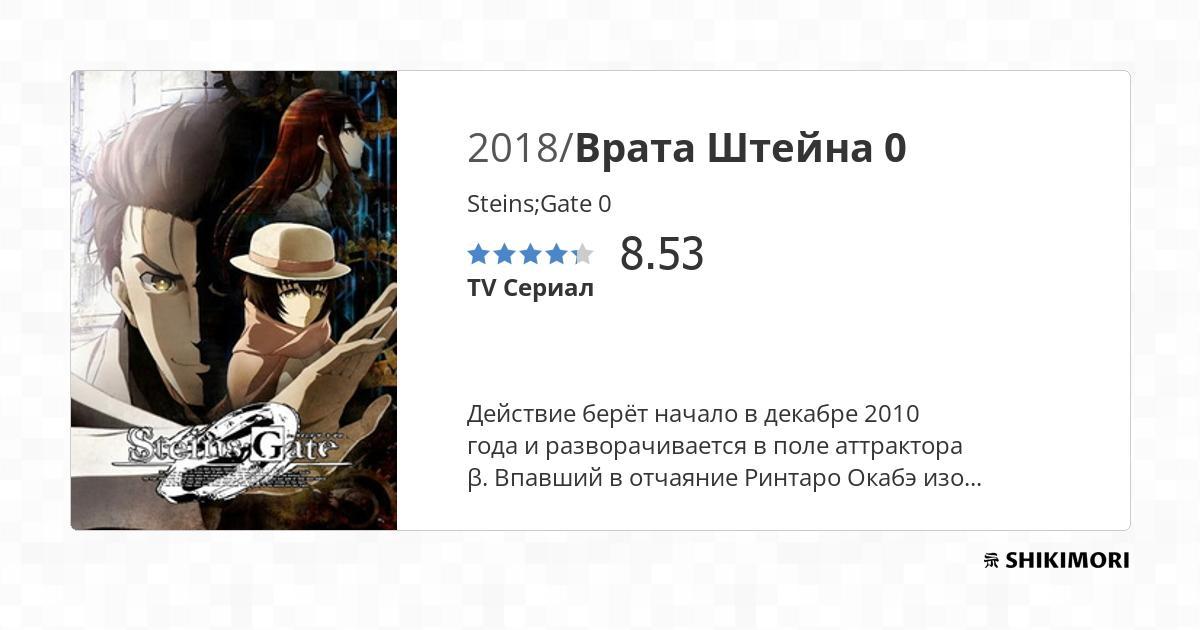 2018/Врата Штейна 0
Steins;Gate 0
8.53
TV Сериал
Действие берёт начало в декабре 2010
года и разворачивается в поле аттрактора
β. Впавший в отчаяние Ринтаро Окабэ изо...
Steins;Gate
0
SHIKIMORI